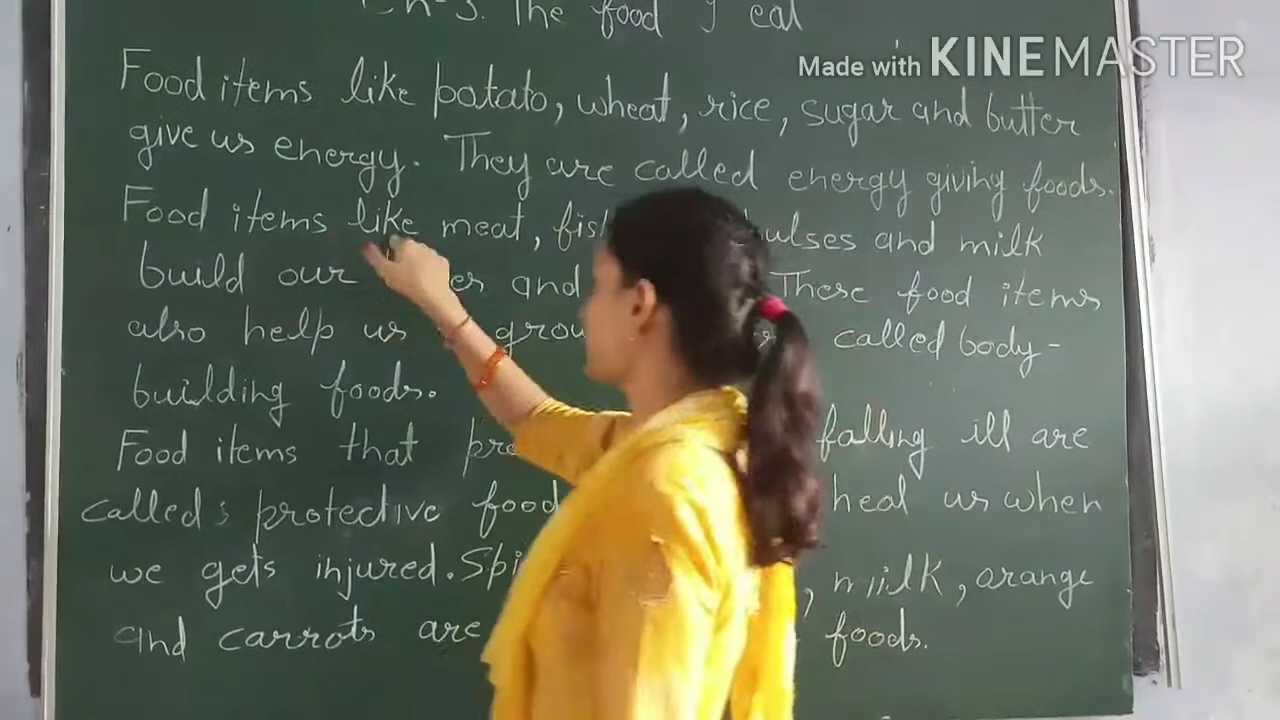 Ch-3. The food I eat
Made with KINEMASTER
Food items like potato, wheat, rice, sugar and butter
give us energy. They are called energy giving foods.
Food items like meat, fish pulses and milk
build our and These food items
also help us grow called body-
building foods.
Food items that falling ill are
called protective food heal us when
we gets injured. milk, orange
and carrots are foods.